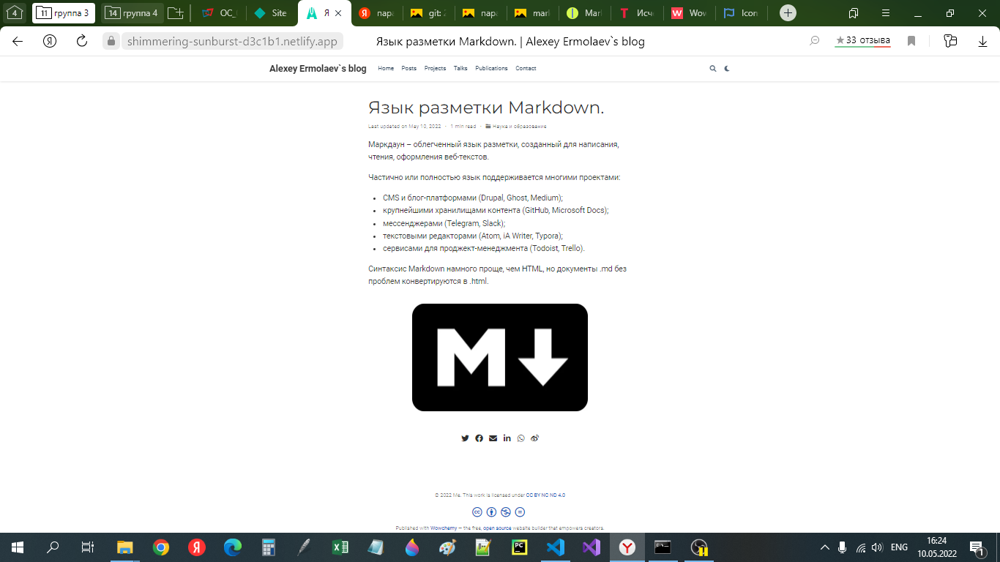 4
11 группа 3
14 группа 4
ОС_
Site
Я
пара
git: 2
пара
mark
Mark
Исч
Wow
Icon
shimmering-sunburst-d3c1b1.netlify.app
Язык разметки Markdown. | Alexey Ermolaev`s blog
33 отзыва
Alexey Ermolaev`s blog
Home Posts Projects Talks Publications Contact
Язык разметки Markdown.
Last updated on May 10, 2022 · 1 min read · Наука и образование
Маркдаун – облегченный язык разметки, созданный для написания,
чтения, оформления веб-текстов.
Частично или полностью язык поддерживается многими проектами:
• CMS и блог-платформами (Drupal, Ghost, Medium);
• крупнейшими хранилищами контента (GitHub, Microsoft Docs);
• мессенджерами (Telegram, Slack);
• текстовыми редакторами (Atom, iA Writer, Typora);
• сервисами для проджект-менеджмента (Todoist, Trello).
Синтаксис Markdown намного проще, чем HTML, но документы .md без
проблем конвертируются в .html.
M
© 2022 Me. This work is licensed under CC BY NC ND 4.0
Published with Wowchemy — the free, open source website builder that empowers creators.
ENG
16:24
10.05.2022
1